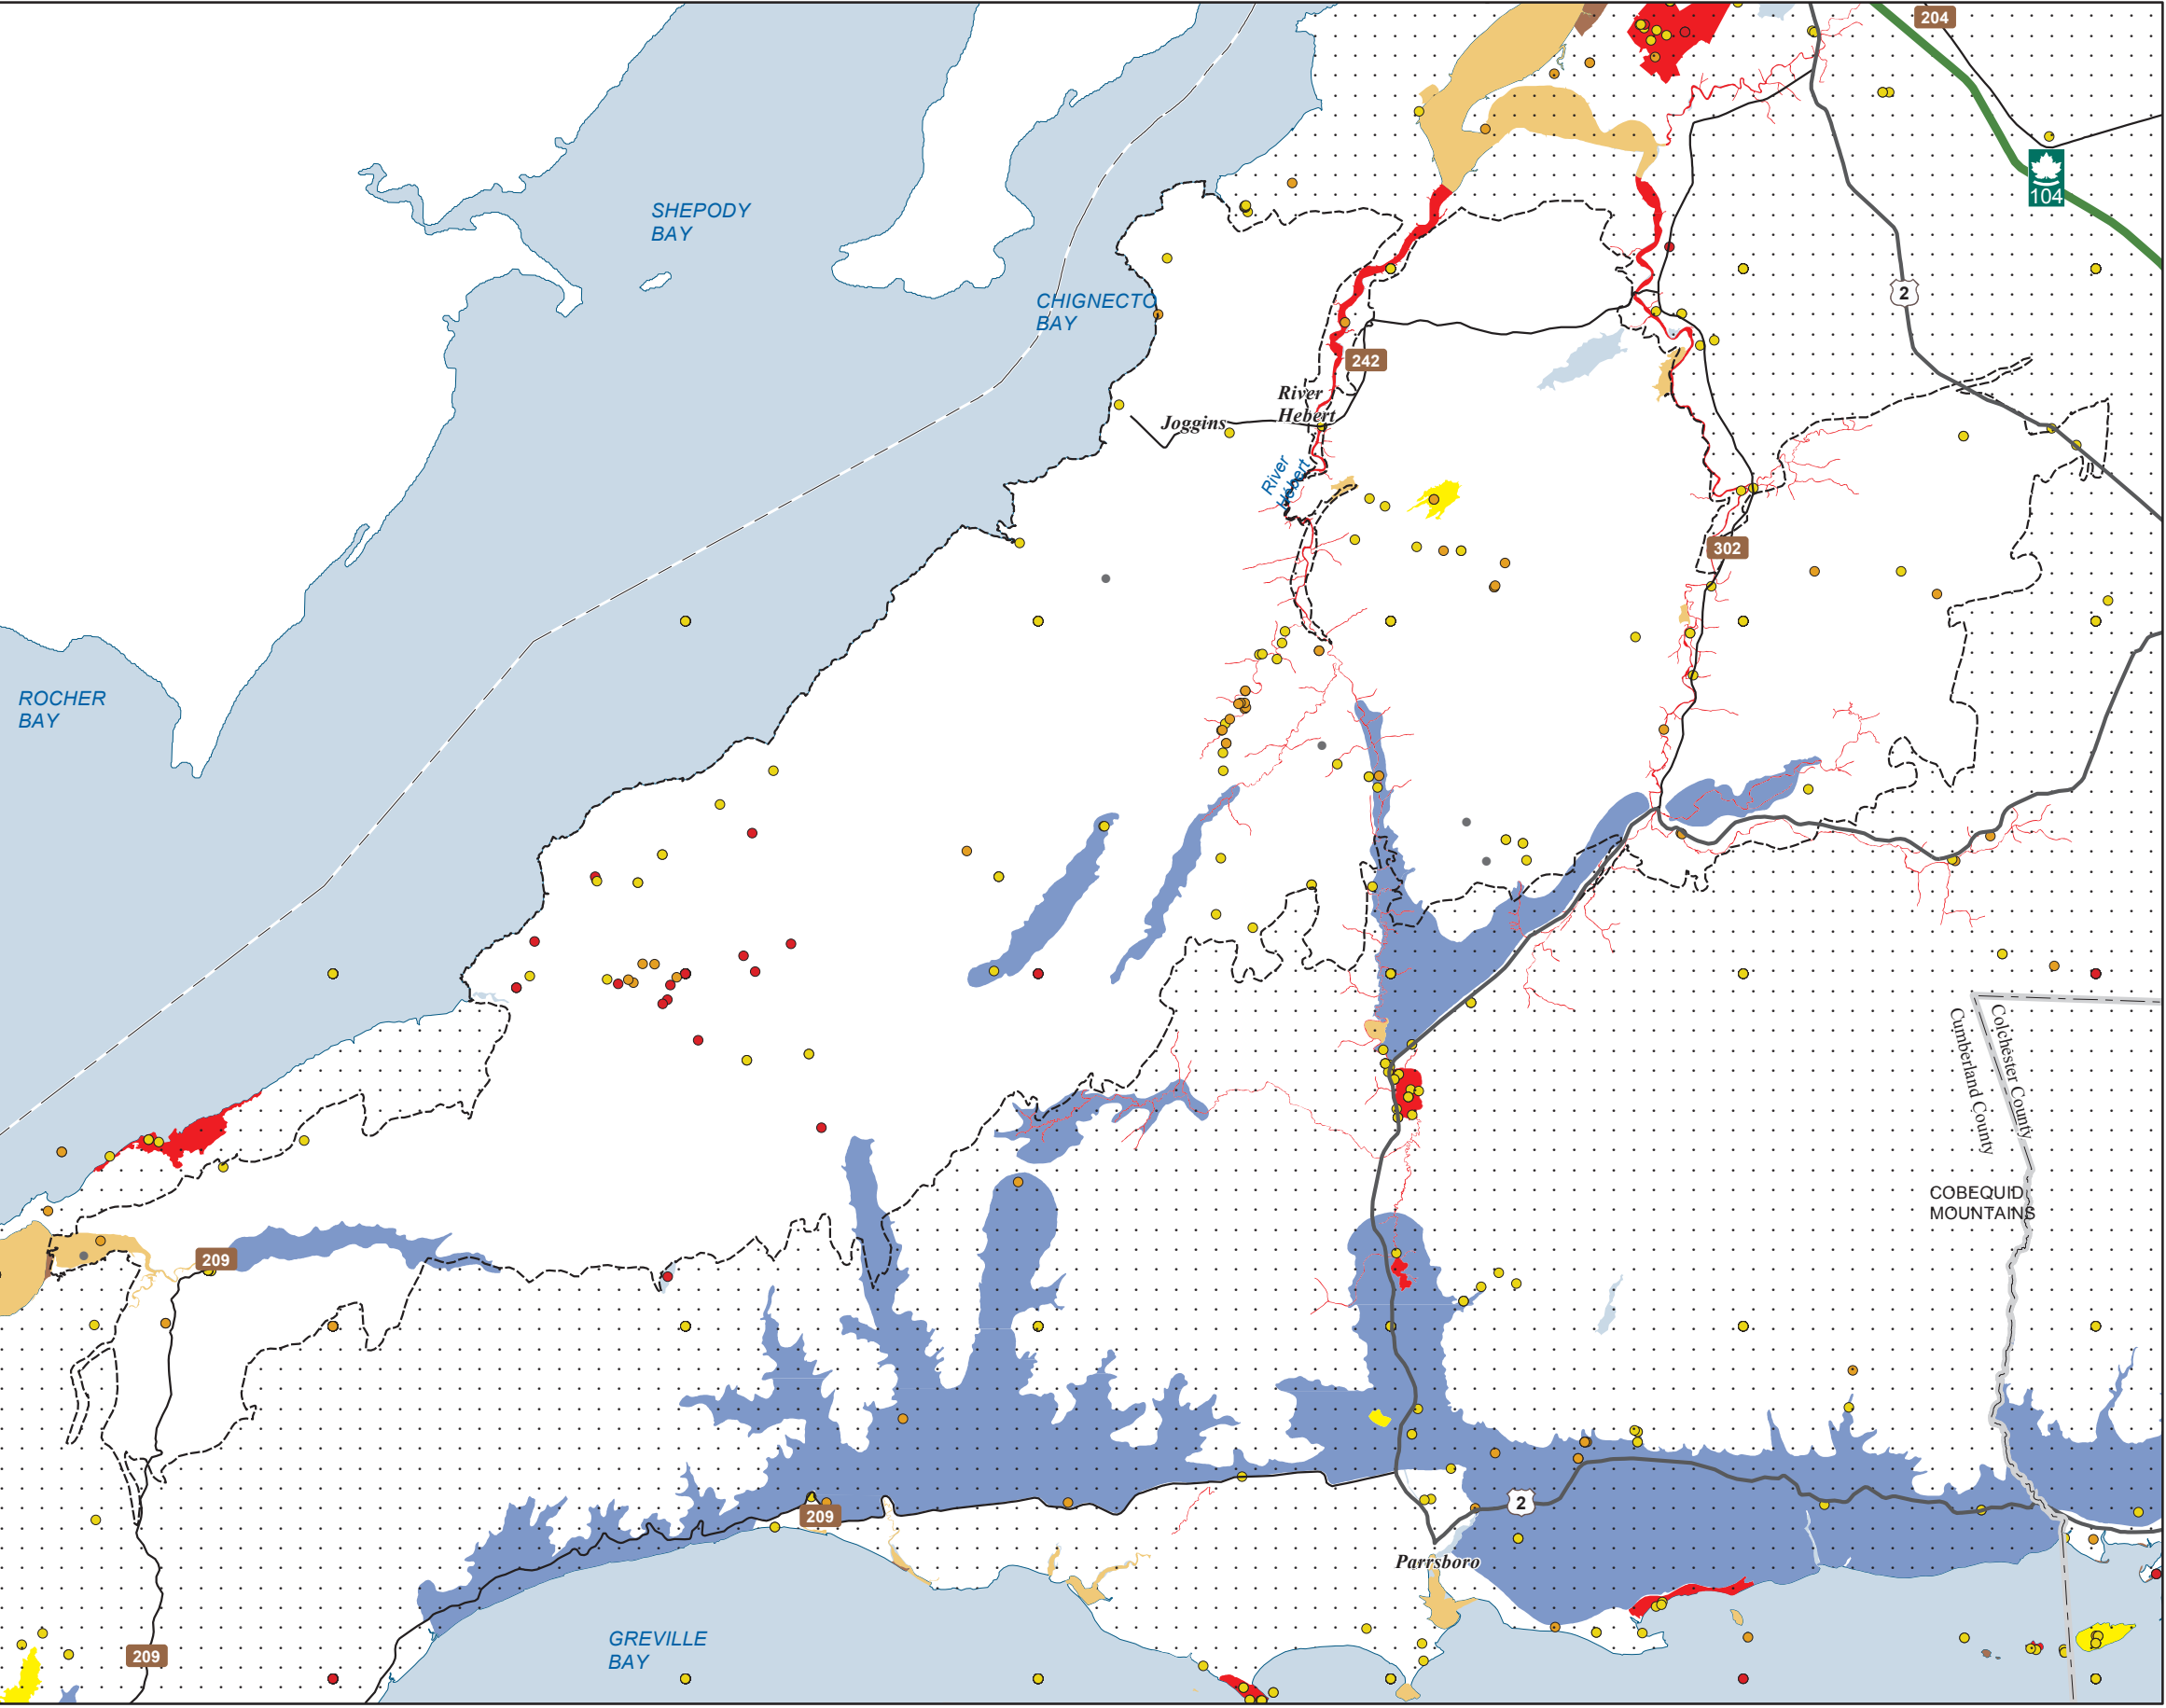 204
104
SHEPODY
BAY
CHIGNECTO
BAY
2
242
River
Hebert
Joggins
River
Hébert
302
ROCHER
BAY
Colchester County
Cumberland County
COBEQUID
MOUNTAINS
209
2
209
Parrsboro
GREVILLE
BAY
209